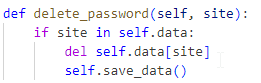 def delete_password(self, site):
    if site in self.data:
        del self.data[site]
        self.save_data()